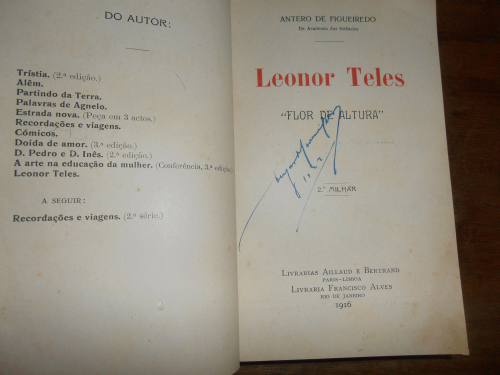 DO AUTOR:
Trístia. (2.ª edição.)
Além.
Partindo da Terra.
Palavras de Agnelo.
Estrada nova. (Peça em 3 actos.)
Recordações e viagens.
Cómicos.
Doida de amor. (3.ª edição.)
D. Pedro e D. Inês. (2.ª edição.)
A arte na educação da mulher. (Conferência, 3.ª edição.)
Leonor Teles.
A SEGUIR:
Recordações e viagens. (2.ª série.)
ANTERO DE FIGUEIREDO
Da Academia das Sciências
Leonor Teles
"FLOR DE ALTURA"
2.º MILHAR
LIVRARIAS AILLAUD E BERTRAND
PARIS-LISBOA
LIVRARIA FRANCISCO ALVES
RIO DE JANEIRO
1916